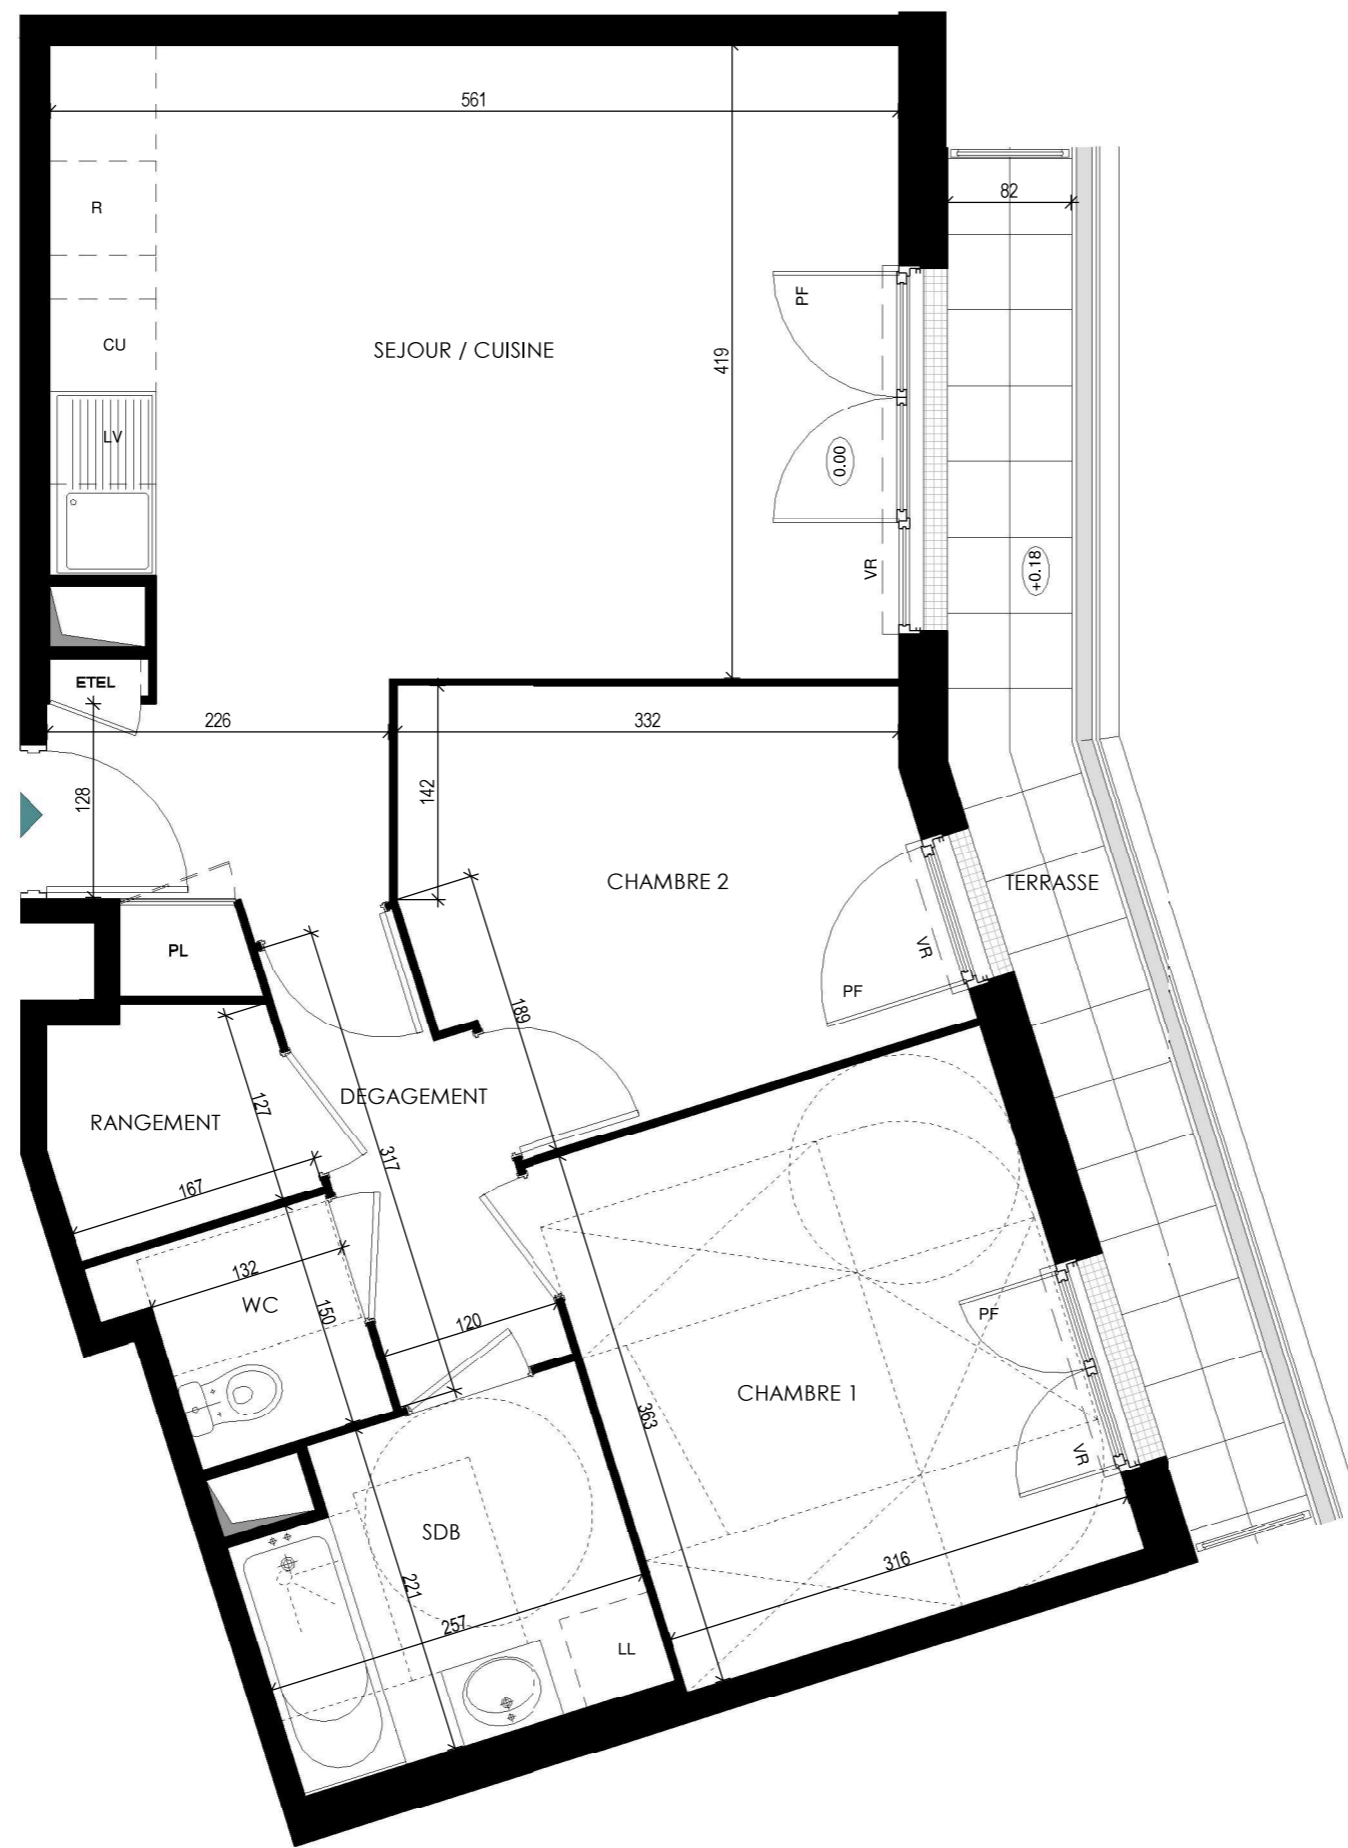 561
82
R
PF
CU
SEJOUR / CUISINE
419
LV
0.00
VR
+0.18
ETEL
226
332
128
142
CHAMBRE 2
TERRASSE
PL
VR
PF
189
127
DEGAGEMENT
RANGEMENT
317
167
132
WC
150
120
PF
CHAMBRE 1
363
VR
SDB
316
221
257
LL